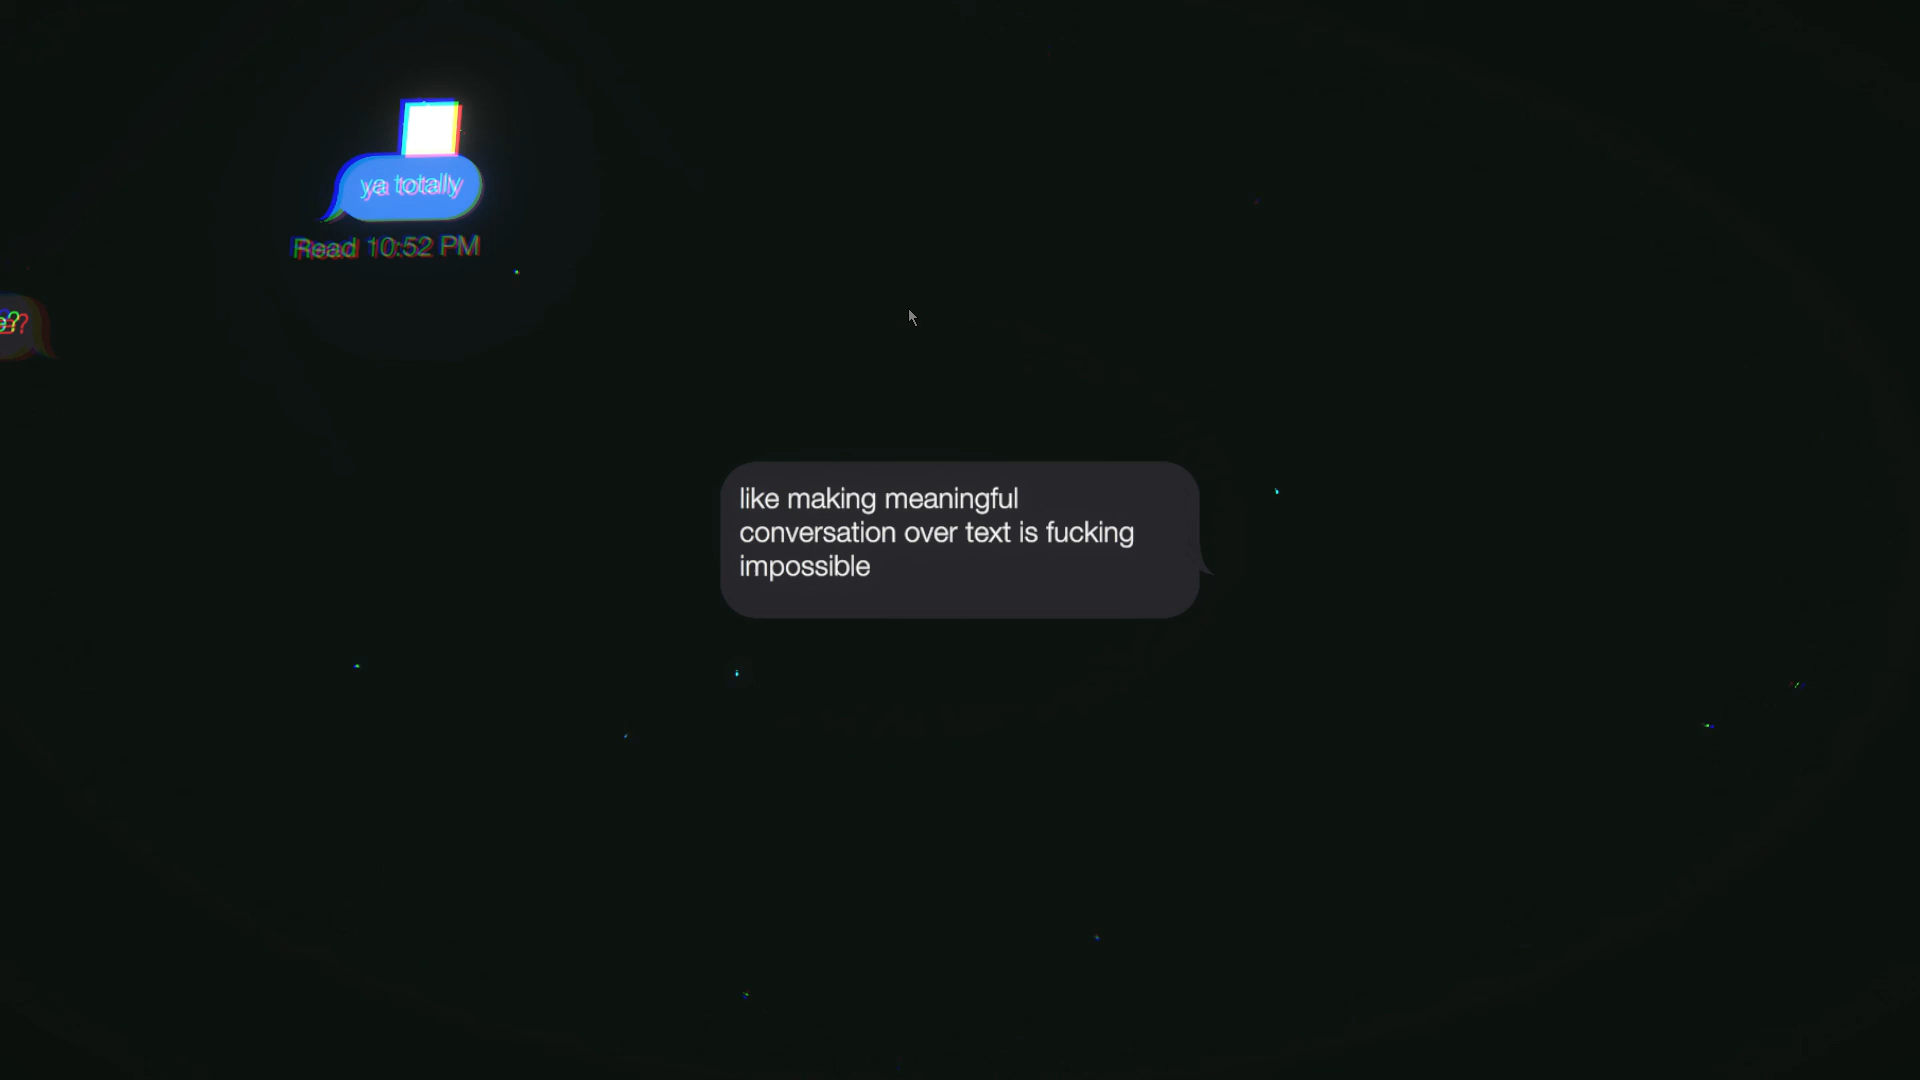 ya totally
Read 10:52 PM
e??
like making meaningful
conversation over text is fucking
impossible